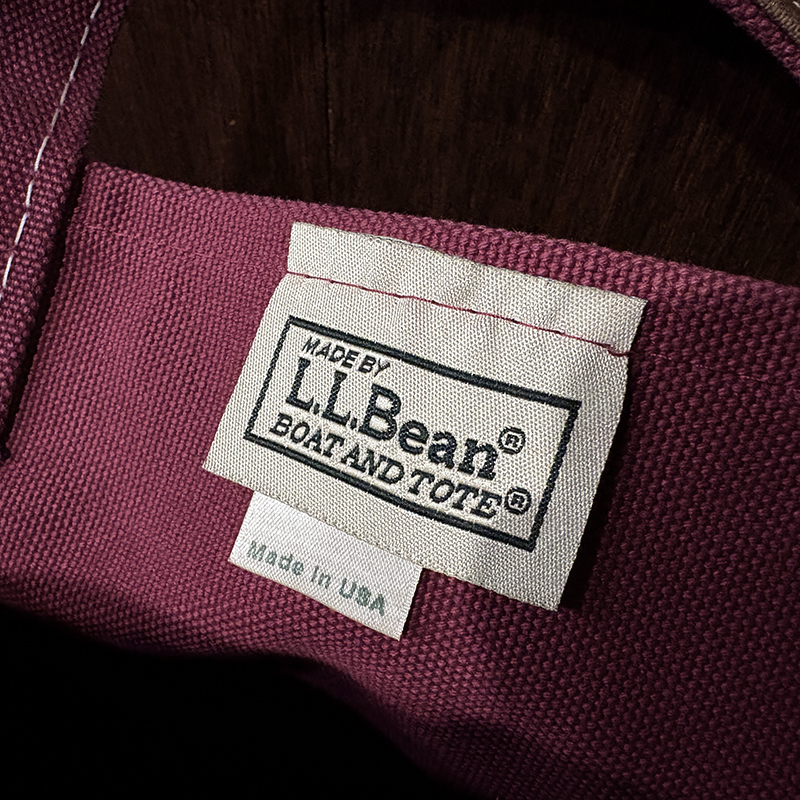 MADE BY
L.L.Bean®
BOAT AND TOTE®
Made in USA